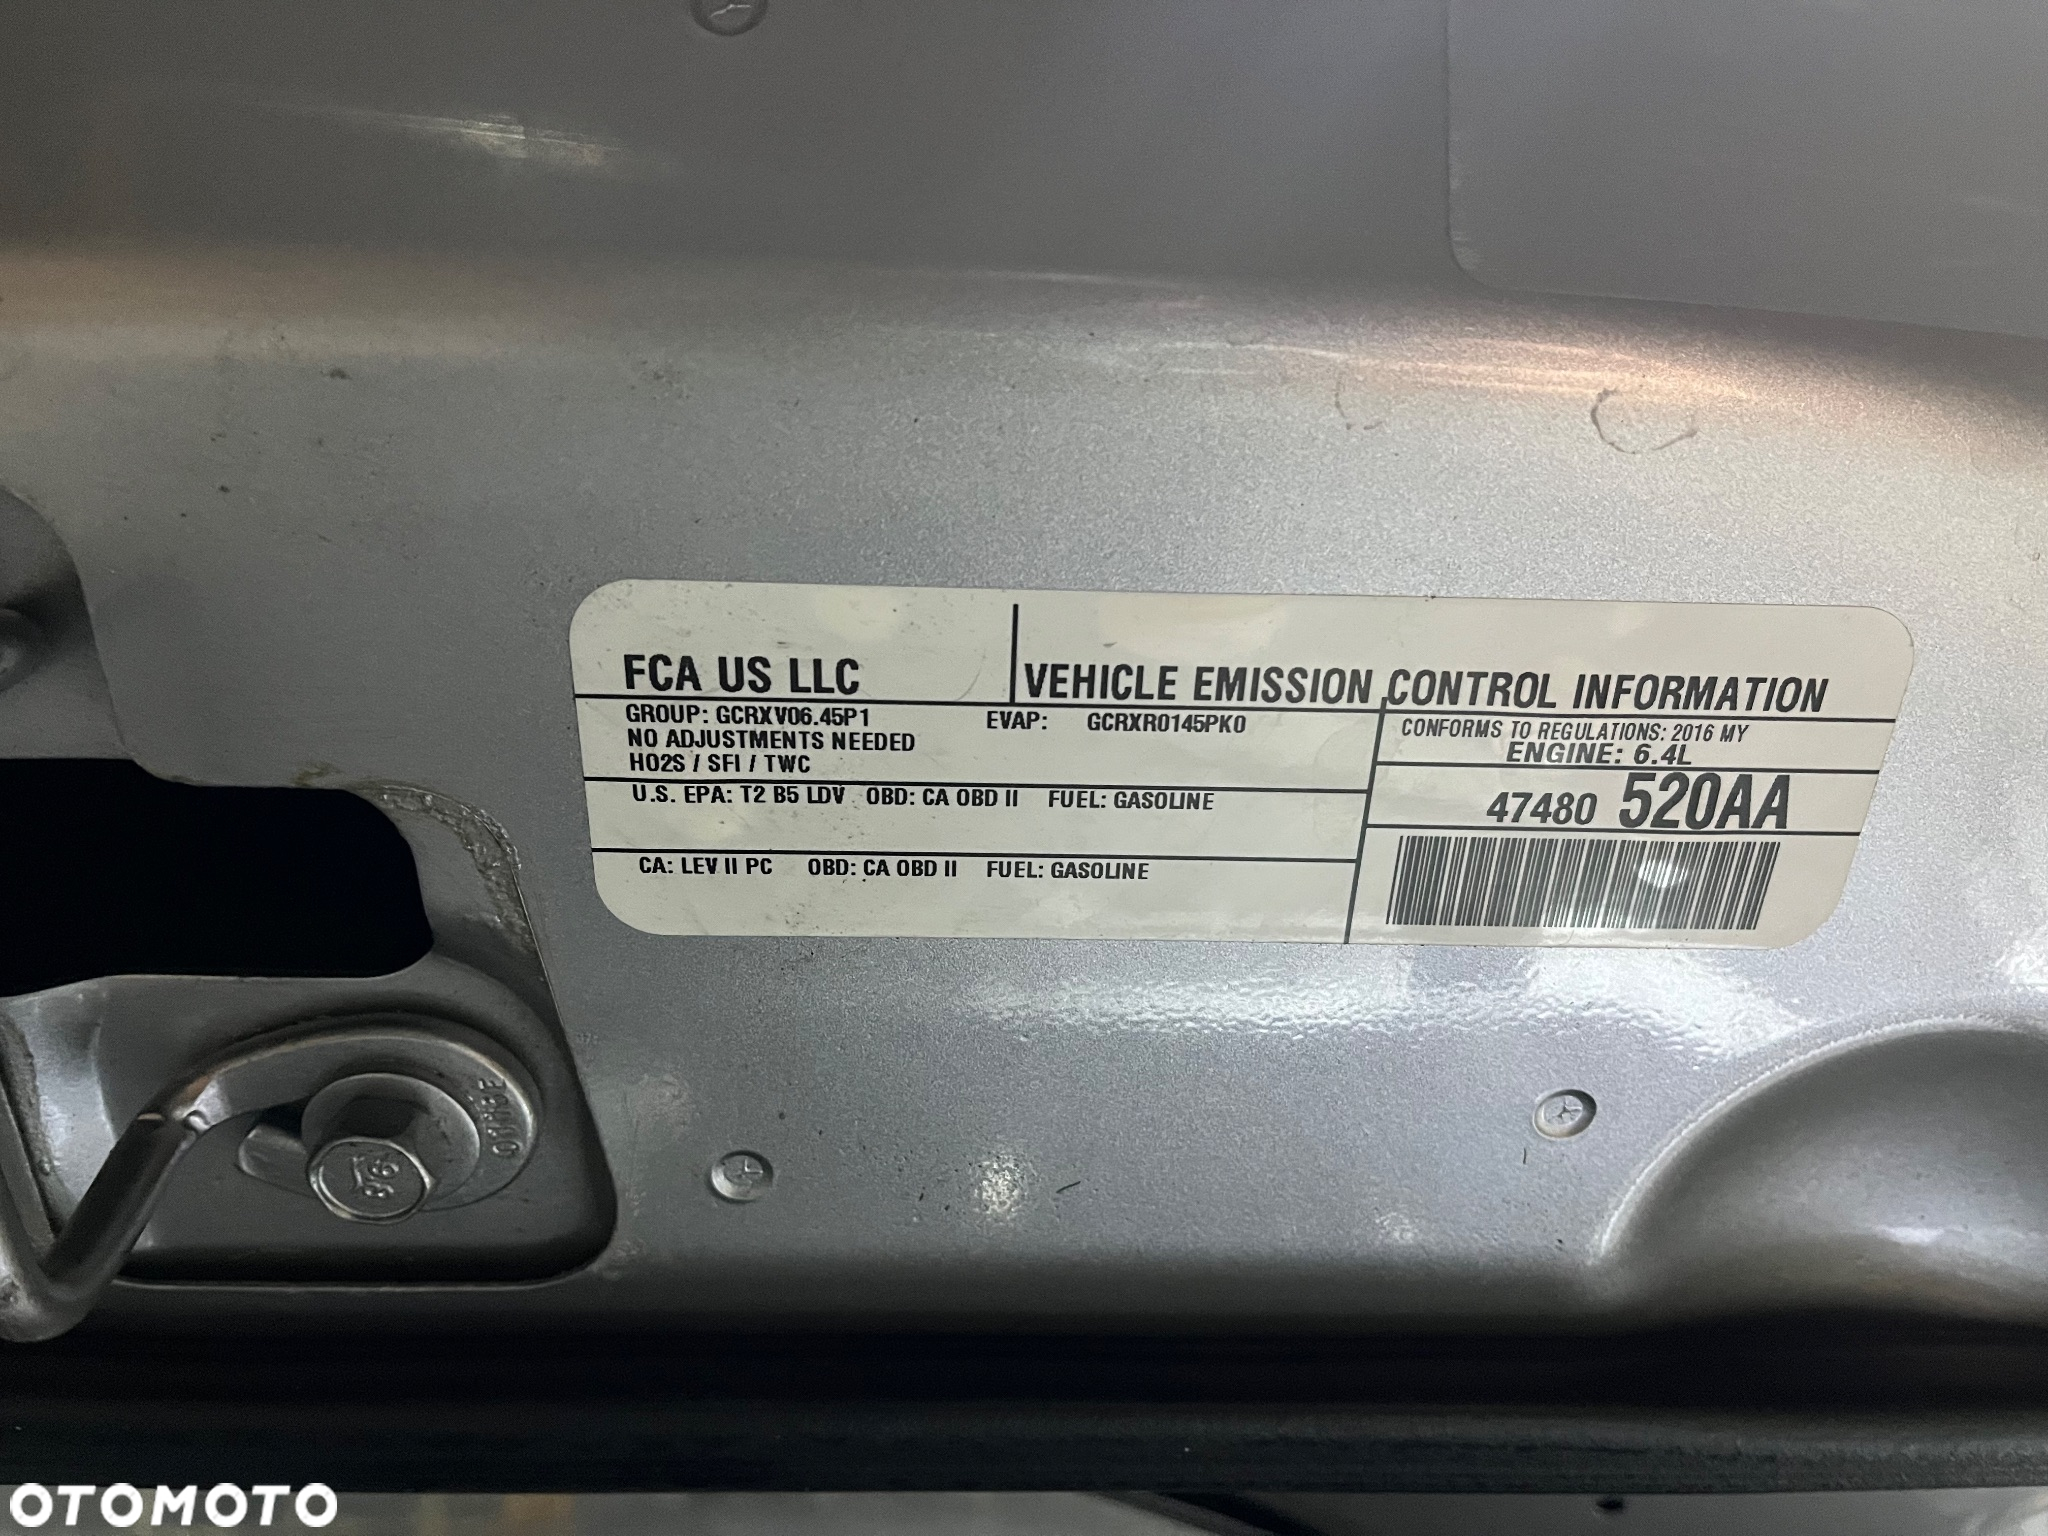 FCA US LLC
VEHICLE EMISSION CONTROL INFORMATION
GROUP: GCRXV06.45P1 EVAP: GCRXR0145PK0
NO ADJUSTMENTS NEEDED
HO2S / SFI / TWC
CONFORMS TO REGULATIONS: 2016 MY
ENGINE: 6.4L
U.S. EPA: T2 B5 LDV OBD: CA OBD II FUEL: GASOLINE
47480 520AA
CA: LEV II PC OBD: CA OBD II FUEL: GASOLINE
OTOMOTO